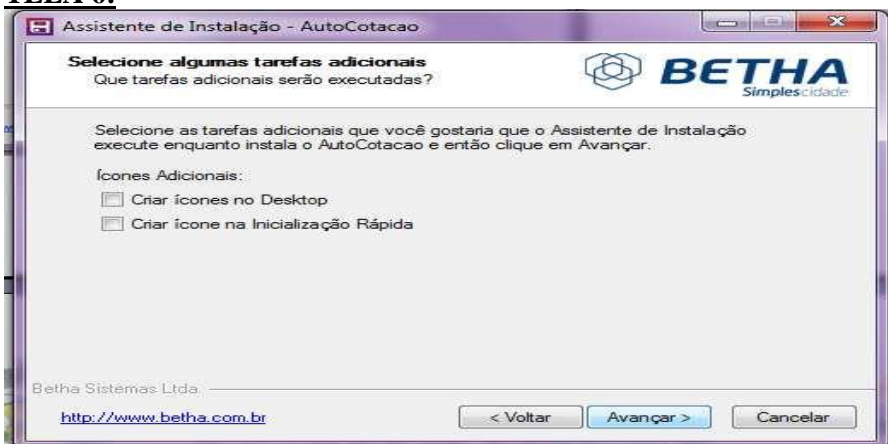 Assistente de Instalação - AutoCotacao
Selecione algumas tarefas adicionais
Que tarefas adicionais serão executadas?
BETHA
Simplescidade
Selecione as tarefas adicionais que você gostaria que o Assistente de Instalação
execute enquanto instala o AutoCotacao e então clique em Avançar.
Ícones Adicionais:
Criar ícones no Desktop
Criar ícone na Inicialização Rápida
Betha Sistemas Ltda.
http://www.betha.com.br
< Voltar
Avançar >
Cancelar